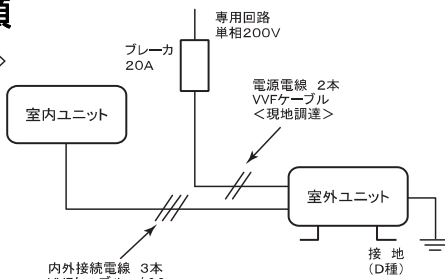 専用回路
単相200V
ブレーカ
20A
電源電線 2本
VVFケーブル
<現地調達>
室内ユニット
室外ユニット
接 地
(D種)
内外接続電線 3本